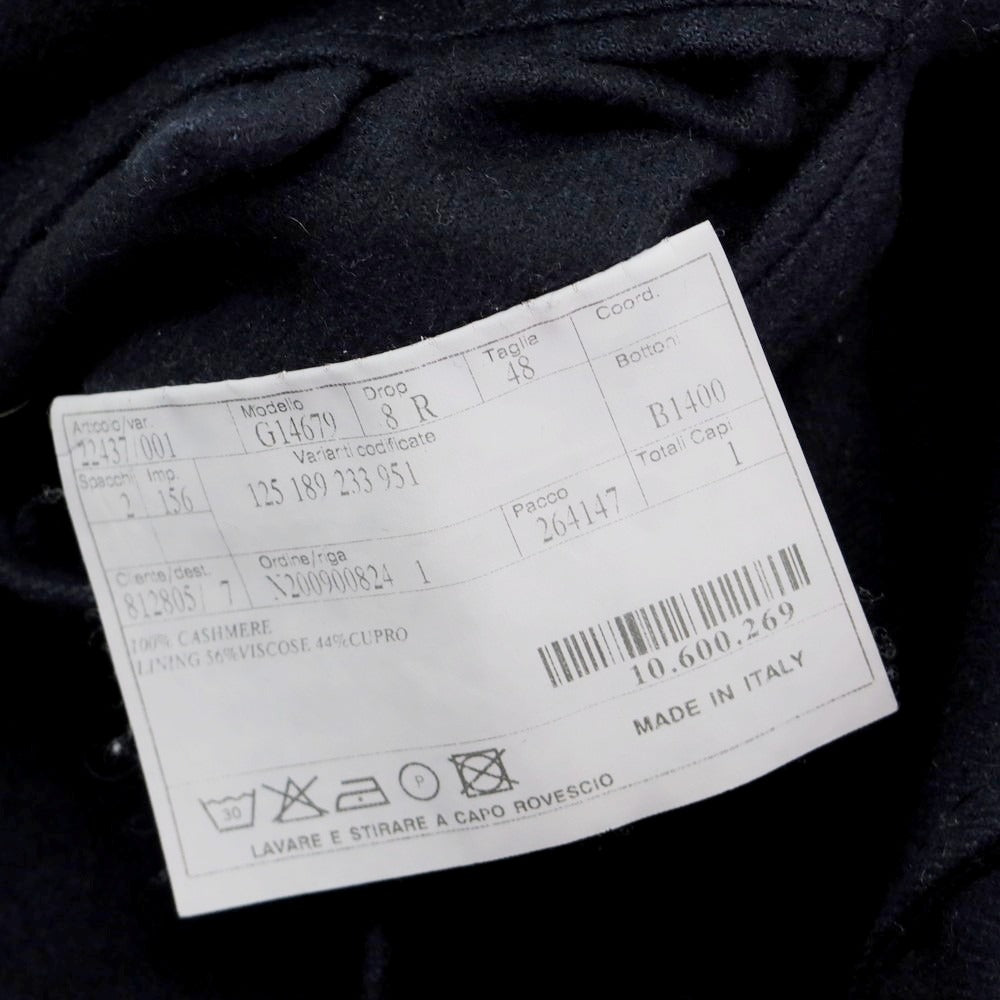 Articolo/var. Modello Drop Taglia Coord.
22437/001 G14679 8 R 48
Spacchi Imp. Varianti codificate Bottoni
2 156 125 189 233 951 B1400
Pacco Totali Capi
264147 1
Cliente/dest. Ordine/riga
812805/ 7 N200900824 1
100% CASHMERE
LINING 56%VISCOSE 44%CUPRO
10.600.269
MADE IN ITALY
30 P
LAVARE E STIRARE A CAPO ROVESCIO